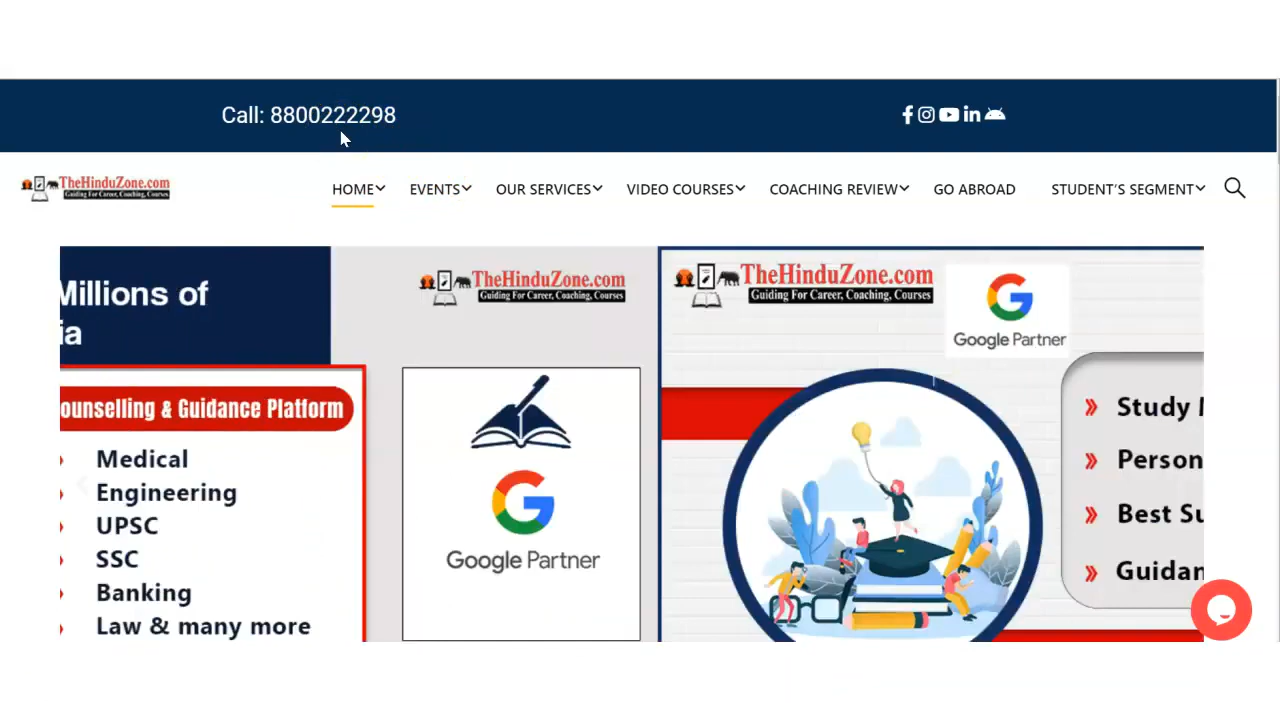 Call: 8800222298
TheHinduZone.com
Guiding For Career, Coaching, Courses
HOME EVENTS OUR SERVICES VIDEO COURSES COACHING REVIEW GO ABROAD STUDENT'S SEGMENT
Millions of
ia
ounselling & Guidance Platform
Medical
Engineering
UPSC
SSC
Banking
Law & many more
TheHinduZone.com
Guiding For Career, Coaching, Courses
Google Partner
TheHinduZone.com
Guiding For Career, Coaching, Courses
Google Partner
Study
Person
Best Su
Guidan